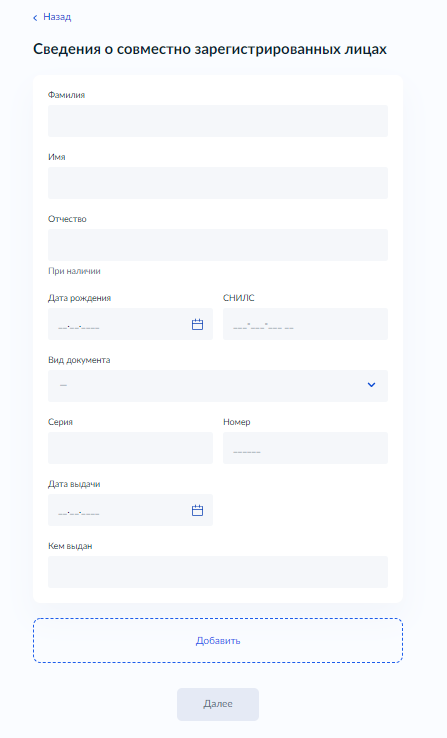 Назад
Сведения о совместно зарегистрированных лицах
Фамилия
Имя
Отчество
При наличии
Дата рождения СНИЛС
__.__.____ ___-___-___ __
Вид документа
—
Серия Номер
______
Дата выдачи
__.__.____
Кем выдан
Добавить
Далее